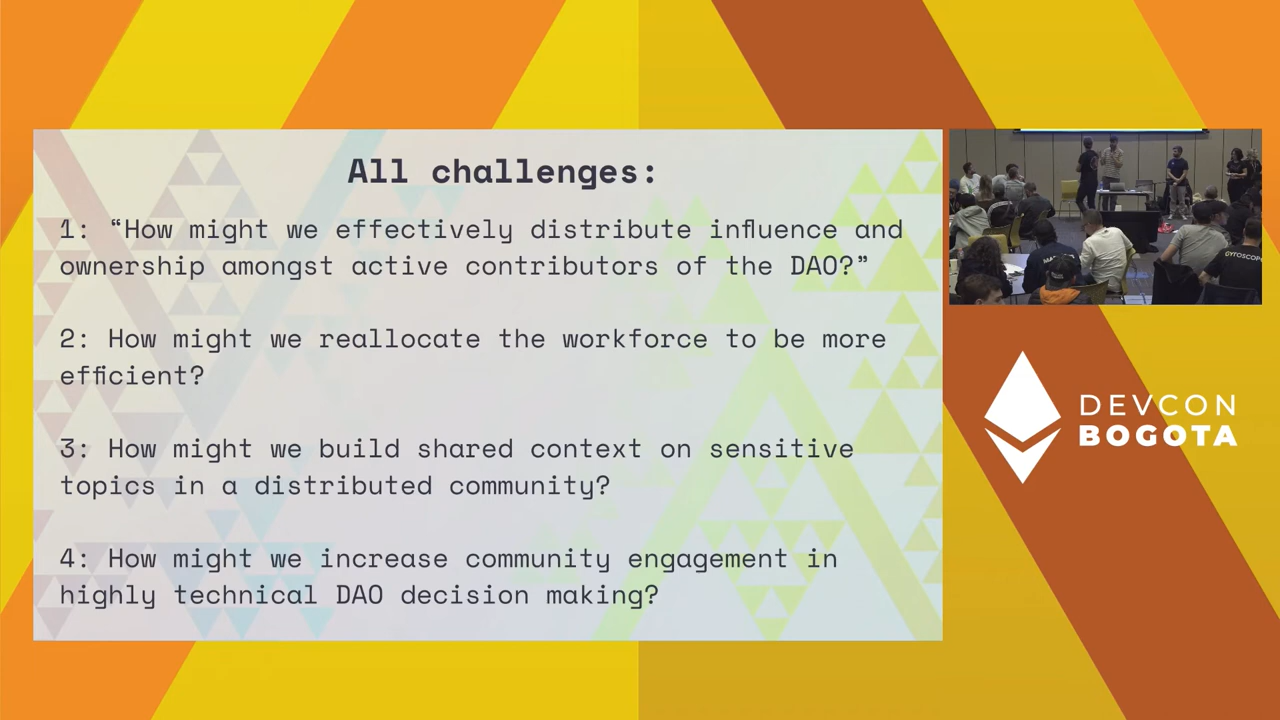 All challenges:
1: “How might we effectively distribute influence and
ownership amongst active contributors of the DAO?”
2: How might we reallocate the workforce to be more
efficient?
3: How might we build shared context on sensitive
topics in a distributed community?
4: How might we increase community engagement in
highly technical DAO decision making?
DEVCON
BOGOTA